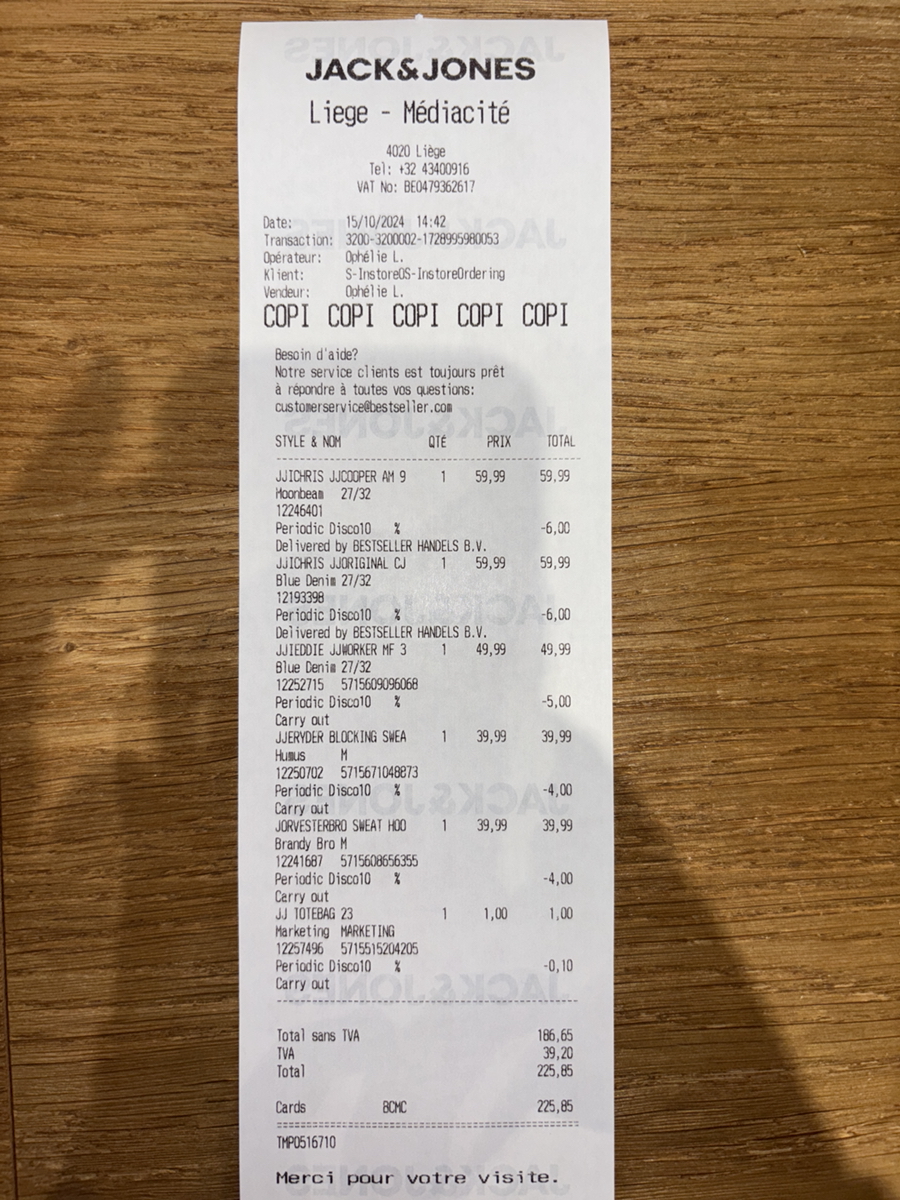 JACK&JONES
Liege - Médiacité
4020 Liège
Tel: +32 43400916
VAT No: BE0479362617
Date: 15/10/2024 14:42
Transaction: 3200-3200002-1728995980053
Opérateur: Ophélie L.
Klient: S-InstoreOS-InstoreOrdering
Vendeur: Ophélie L.
COPI COPI COPI COPI COPI
Besoin d'aide?
Notre service clients est toujours prêt
à répondre à toutes vos questions:
customerservice@bestseller.com
STYLE & NOM QTÉ PRIX TOTAL
JJICHRIS JJCOOPER AM 9 1 59,99 59,99
Moonbeam 27/32
12246401
Periodic Disco10 % -6,00
Delivered by BESTSELLER HANDELS B.V.
JJICHRIS JJORIGINAL CJ 1 59,99 59,99
Blue Denim 27/32
12193398
Periodic Disco10 % -6,00
Delivered by BESTSELLER HANDELS B.V.
JJIEDDIE JJWORKER MF 3 1 49,99 49,99
Blue Denim 27/32
12252715 5715609096068
Periodic Disco10 % -5,00
Carry out
JJERYDER BLOCKING SWEA 1 39,99 39,99
Humus M
12250702 5715671048873
Periodic Disco10 % -4,00
Carry out
JORVESTERBRO SWEAT HOO 1 39,99 39,99
Brandy Bro M
12241687 5715608656355
Periodic Disco10 % -4,00
Carry out
JJ TOTEBAG 23 1 1,00 1,00
Marketing MARKETING
12257496 5715515204205
Periodic Disco10 % -0,10
Carry out
Total sans TVA 186,65
TVA 39,20
Total 225,85
Cards BCMC 225,85
TMP0516710
Merci pour votre visite.